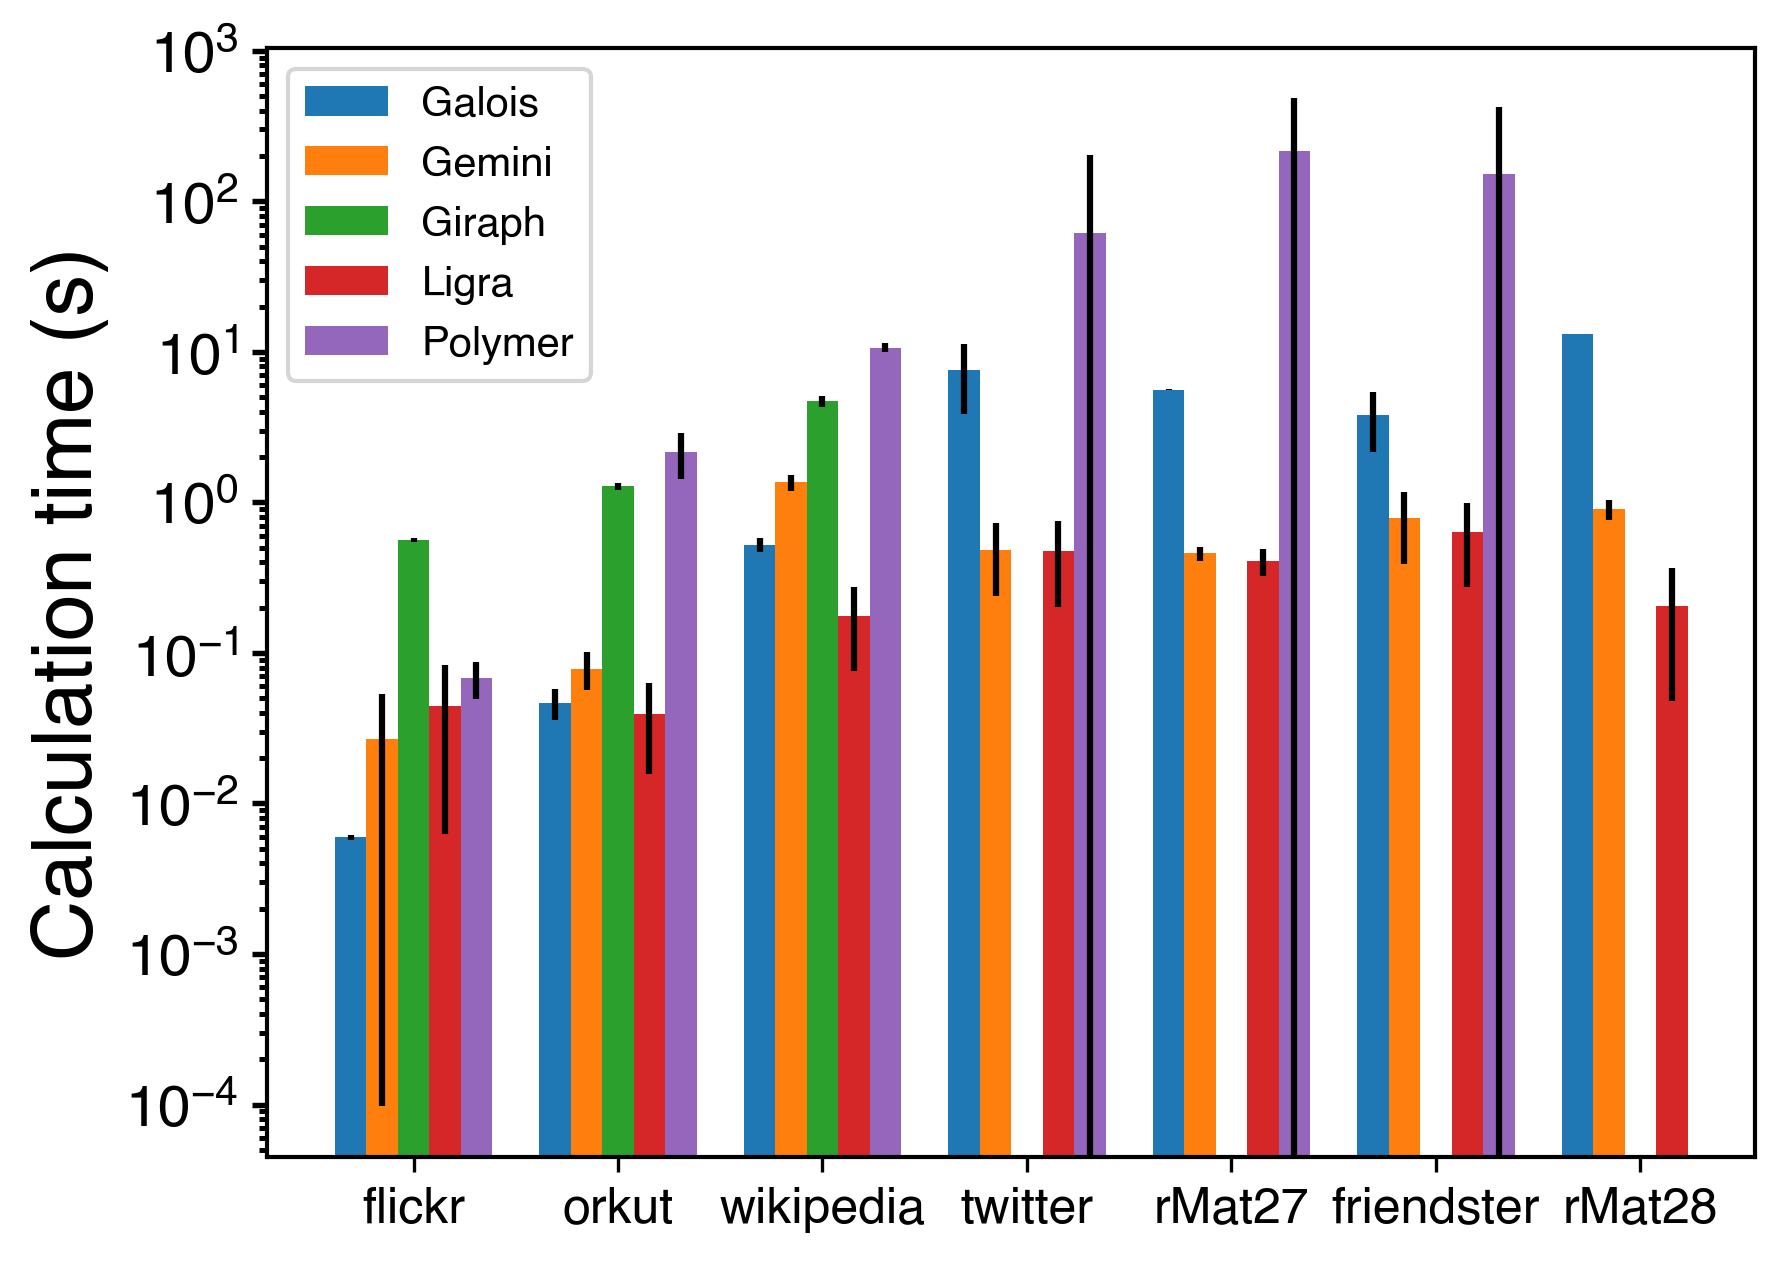 Calculation time (s)
10³
10²
10¹
10⁰
10⁻¹
10⁻²
10⁻³
10⁻⁴
Galois
Gemini
Giraph
Ligra
Polymer
flickr orkut wikipedia twitter rMat27 friendster rMat28